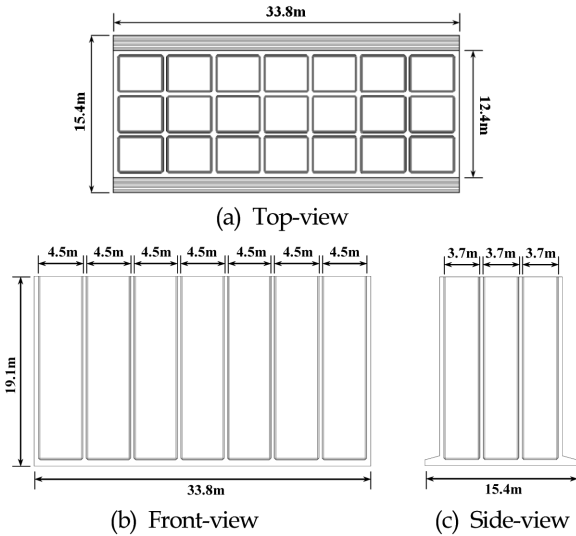 33.8m
15.4m
12.4m
(a) Top-view
4.5m 4.5m 4.5m 4.5m 4.5m 4.5m 4.5m
3.7m 3.7m 3.7m
19.1m
33.8m
15.4m
(b) Front-view
(c) Side-view